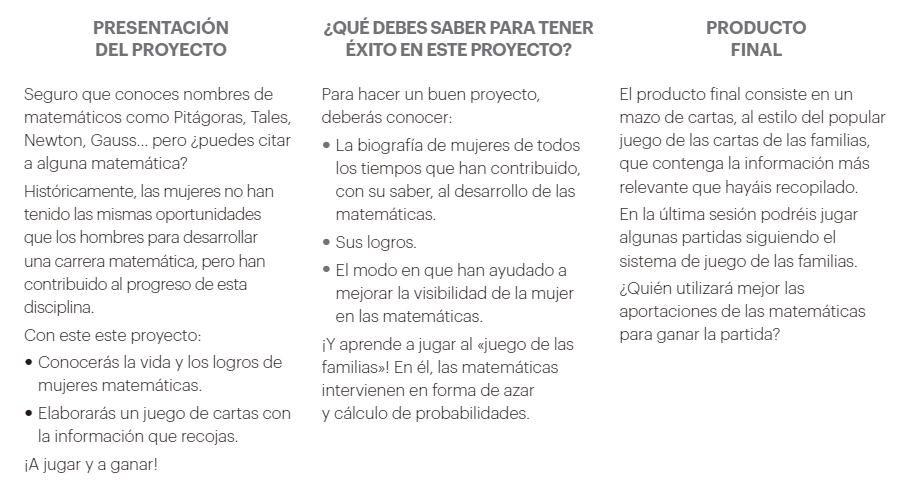 PRESENTACIÓN
DEL PROYECTO
Seguro que conoces nombres de
matemáticos como Pitágoras, Tales,
Newton, Gauss... pero ¿puedes citar
a alguna matemática?
Históricamente, las mujeres no han
tenido las mismas oportunidades
que los hombres para desarrollar
una carrera matemática, pero han
contribuido al progreso de esta
disciplina.
Con este este proyecto:
• Conocerás la vida y los logros de
mujeres matemáticas.
• Elaborarás un juego de cartas con
la información que recojas.
¡A jugar y a ganar!
¿QUÉ DEBES SABER PARA TENER
ÉXITO EN ESTE PROYECTO?
Para hacer un buen proyecto,
deberás conocer:
• La biografía de mujeres de todos
los tiempos que han contribuido,
con su saber, al desarrollo de las
matemáticas.
• Sus logros.
• El modo en que han ayudado a
mejorar la visibilidad de la mujer
en las matemáticas.
¡Y aprende a jugar al «juego de las
familias»! En él, las matemáticas
intervienen en forma de azar
y cálculo de probabilidades.
PRODUCTO
FINAL
El producto final consiste en un
mazo de cartas, al estilo del popular
juego de las cartas de las familias,
que contenga la información más
relevante que hayáis recopilado.
En la última sesión podréis jugar
algunas partidas siguiendo el
sistema de juego de las familias.
¿Quién utilizará mejor las
aportaciones de las matemáticas
para ganar la partida?